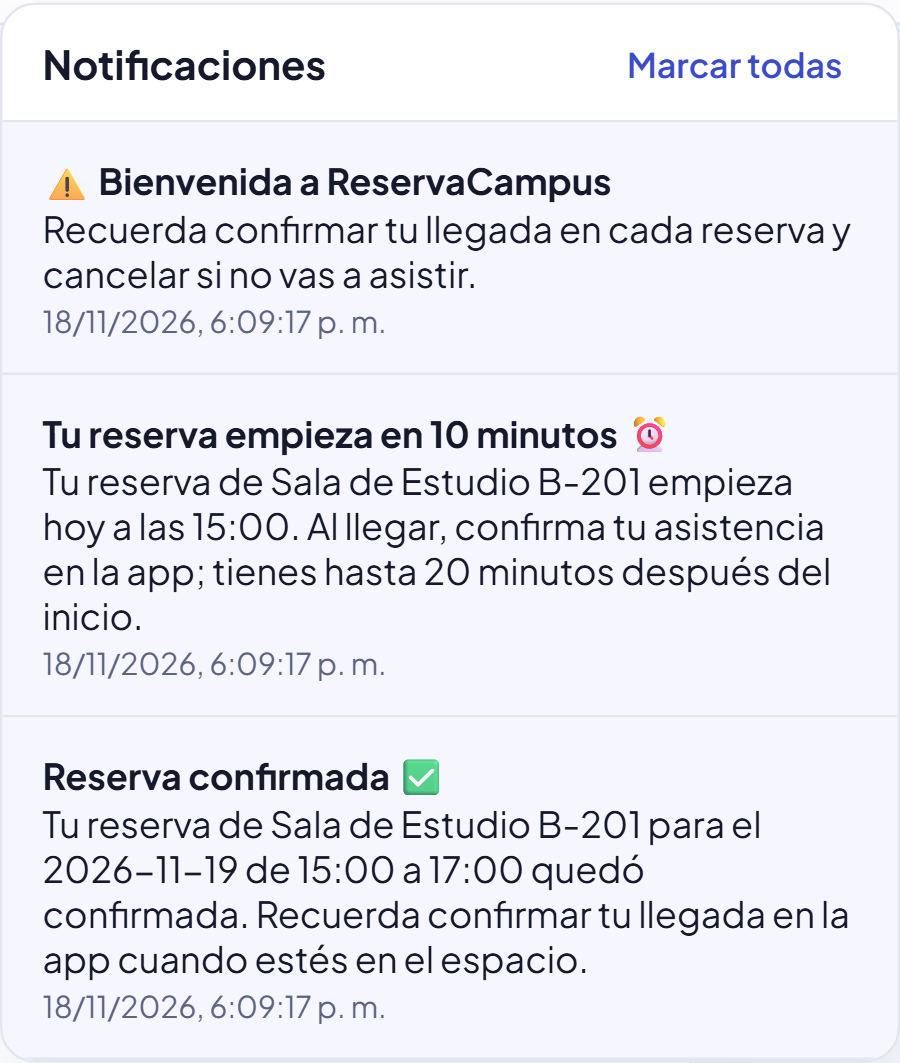 Notificaciones
Marcar todas
⚠️ Bienvenida a ReservaCampus
Recuerda confirmar tu llegada en cada reserva y
cancelar si no vas a asistir.
18/11/2026, 6:09:17 p. m.
Tu reserva empieza en 10 minutos ⏰
Tu reserva de Sala de Estudio B-201 empieza
hoy a las 15:00. Al llegar, confirma tu asistencia
en la app; tienes hasta 20 minutos después del
inicio.
18/11/2026, 6:09:17 p. m.
Reserva confirmada ✅
Tu reserva de Sala de Estudio B-201 para el
2026–11–19 de 15:00 a 17:00 quedó
confirmada. Recuerda confirmar tu llegada en la
app cuando estés en el espacio.
18/11/2026, 6:09:17 p. m.